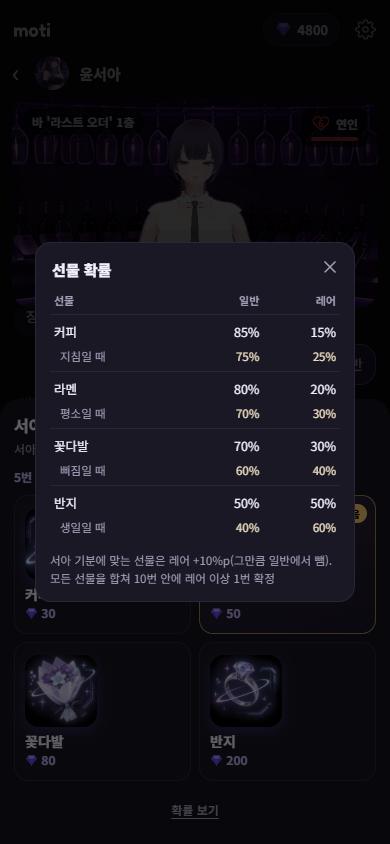 moti
4800
윤서아
바 '라스트 오더' 1층
연인
선물 확률
선물 일반 레어
커피 85% 15%
지침일 때 75% 25%
라멘 80% 20%
평소일 때 70% 30%
꽃다발 70% 30%
삐짐일 때 60% 40%
반지 50% 50%
생일일 때 40% 60%
서아 기분에 맞는 선물은 레어 +10%p(그만큼 일반에서 뺌).
모든 선물을 합쳐 10번 안에 레어 이상 1번 확정
5번
30
50
꽃다발
80
반지
200
확률 보기